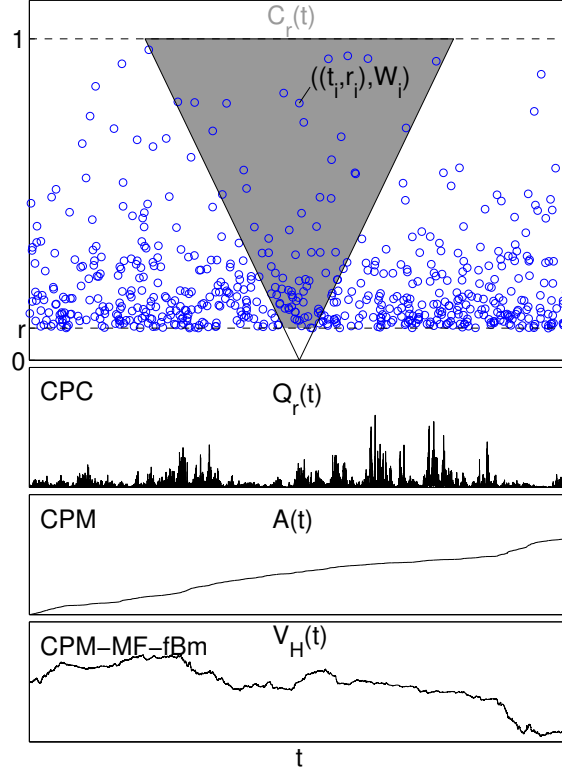 C_r(t)
1
((t_i,r_i),W_i)
r
0
CPC Q_r(t)
CPM A(t)
CPM−MF−fBm V_H(t)
t